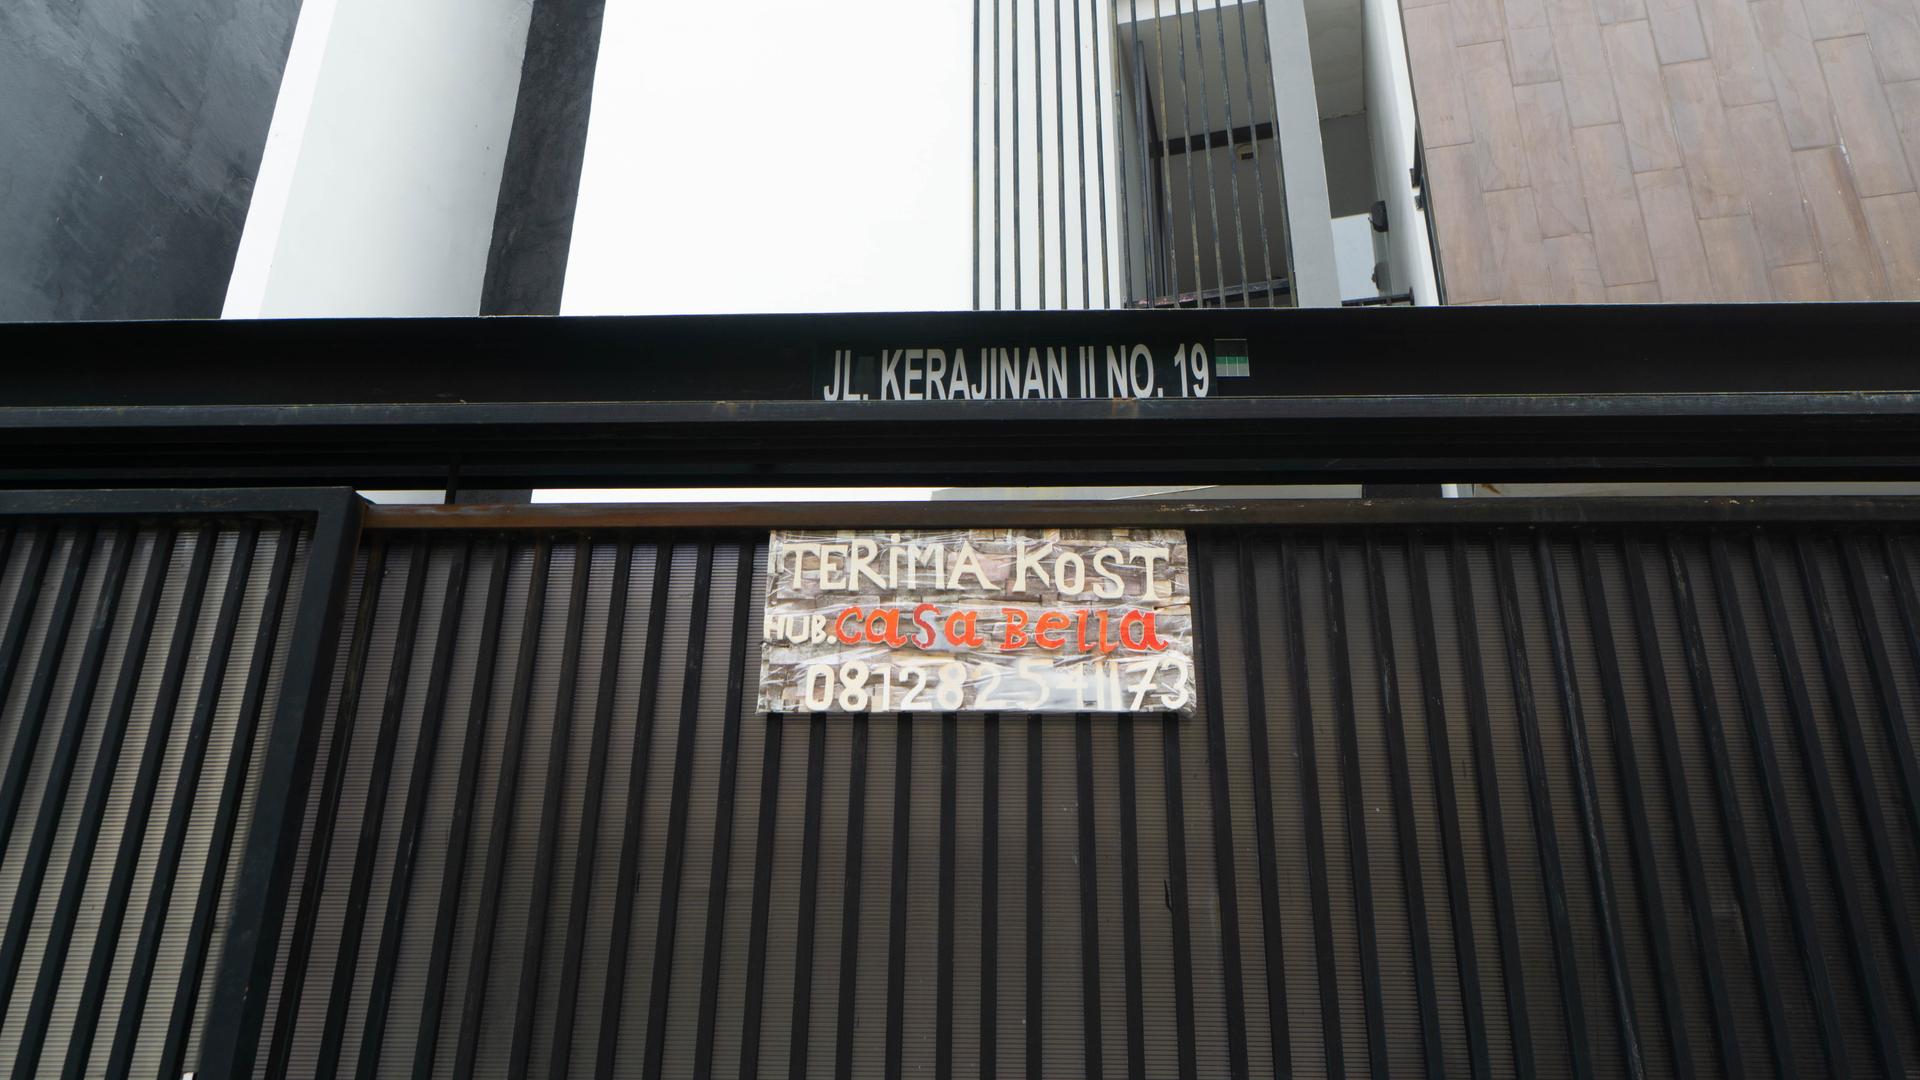 JL. KERAJINAN II NO. 19
TERiMA KOST
HUB. casa Bella
081282541173